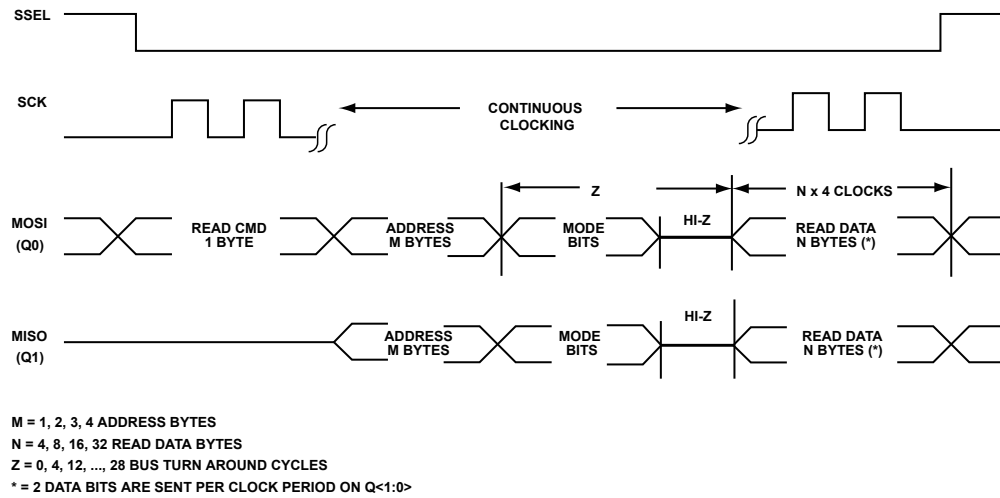 SSEL
SCK
CONTINUOUS
CLOCKING
Z
N x 4 CLOCKS
MOSI
(Q0)
READ CMD
1 BYTE
ADDRESS
M BYTES
MODE
BITS
HI-Z
READ DATA
N BYTES (*)
MISO
(Q1)
ADDRESS
M BYTES
MODE
BITS
HI-Z
READ DATA
N BYTES (*)
M = 1, 2, 3, 4 ADDRESS BYTES
N = 4, 8, 16, 32 READ DATA BYTES
Z = 0, 4, 12, ..., 28 BUS TURN AROUND CYCLES
* = 2 DATA BITS ARE SENT PER CLOCK PERIOD ON Q<1:0>